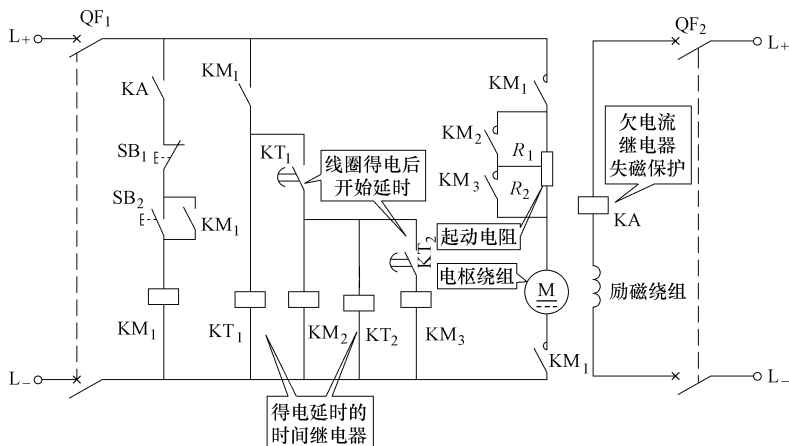 QF₁
QF₂
L₊
L₊
KA
KM₁
KM₁
SB₁
KT₁
线圈得电后
开始延时
KM₂
R₁
欠电流
继电器
失磁保护
SB₂
KM₁
KM₃
R₂
KT₂
起动电阻
KA
电枢绕组
M
励磁绕组
KM₁
KT₁
KM₂
KT₂
KM₃
KM₁
L₋
L₋
得电延时的
时间继电器